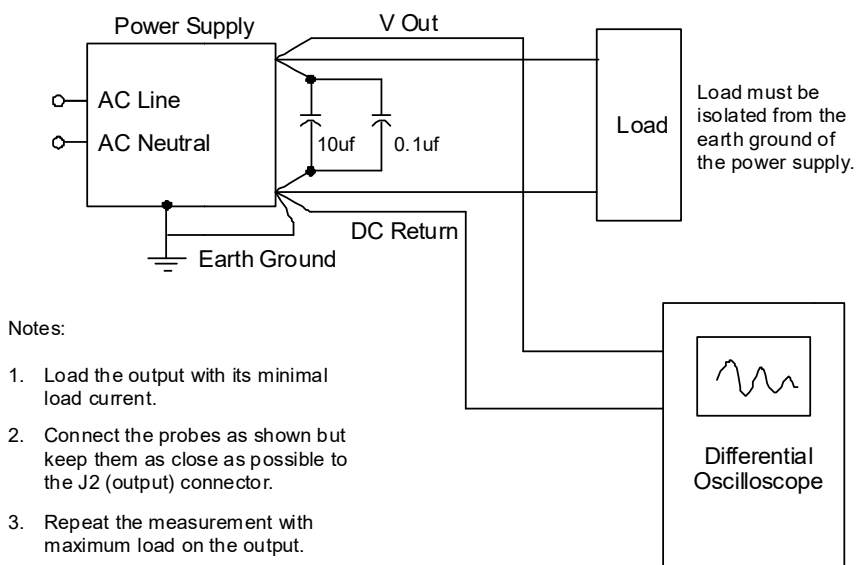 Power Supply
V Out
AC Line
AC Neutral
10uf
0.1uf
Load
Load must be
isolated from the
earth ground of
the power supply.
DC Return
Earth Ground
Notes:
1. Load the output with its minimal
load current.
2. Connect the probes as shown but
keep them as close as possible to
the J2 (output) connector.
3. Repeat the measurement with
maximum load on the output.
Differential
Oscilloscope